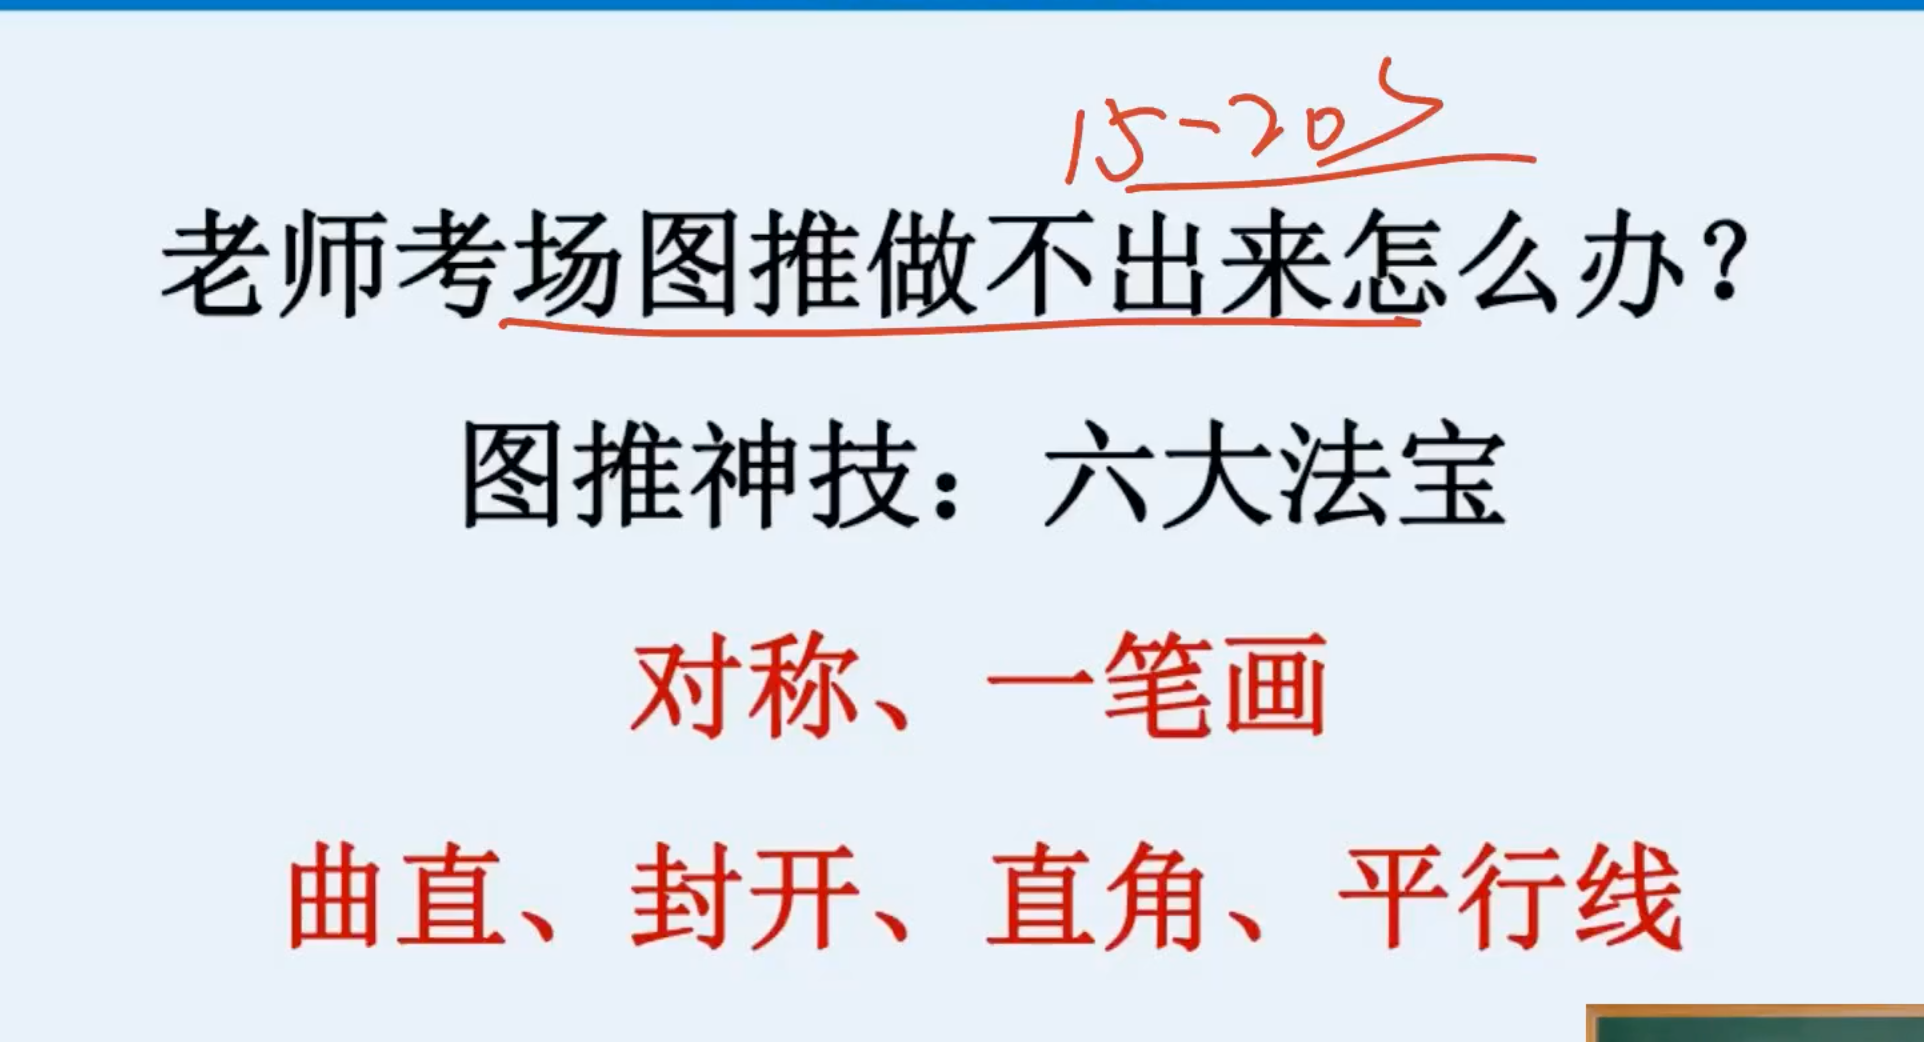 15-20s
老师考场图推做不出来怎么办？
图推神技：六大法宝
对称、一笔画
曲直、封开、直角、平行线